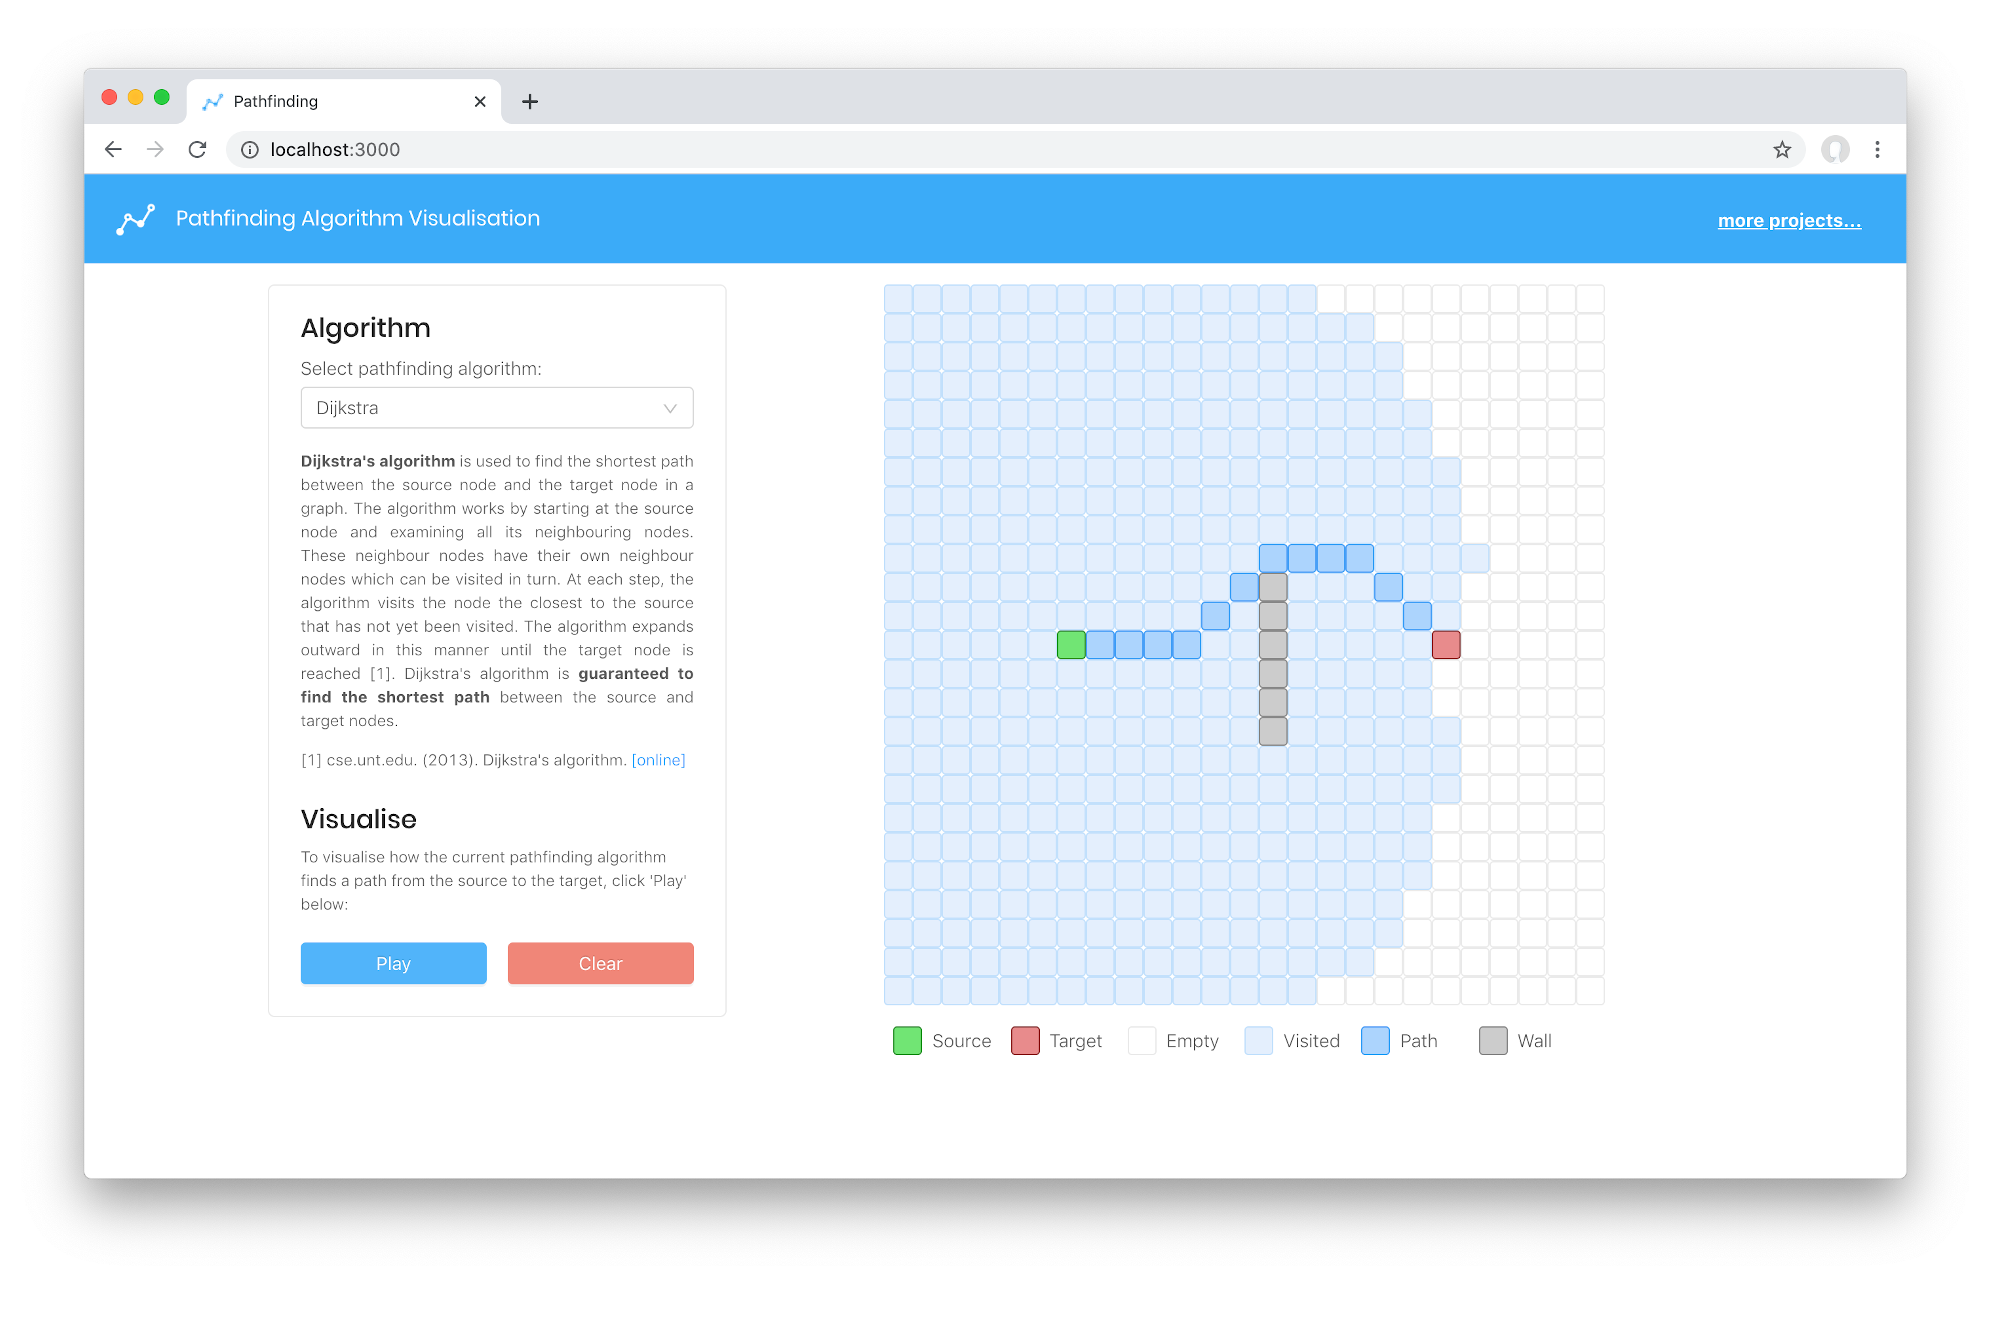 Pathfinding
localhost:3000
Pathfinding Algorithm Visualisation
more projects...
Algorithm
Select pathfinding algorithm:
Dijkstra
Dijkstra's algorithm is used to find the shortest path
between the source node and the target node in a
graph. The algorithm works by starting at the source
node and examining all its neighbouring nodes.
These neighbour nodes have their own neighbour
nodes which can be visited in turn. At each step, the
algorithm visits the node the closest to the source
that has not yet been visited. The algorithm expands
outward in this manner until the target node is
reached [1]. Dijkstra's algorithm is guaranteed to
find the shortest path between the source and
target nodes.
[1] cse.unt.edu. (2013). Dijkstra's algorithm. [online]
Visualise
To visualise how the current pathfinding algorithm
finds a path from the source to the target, click 'Play'
below:
Play Clear
Source Target Empty Visited Path Wall